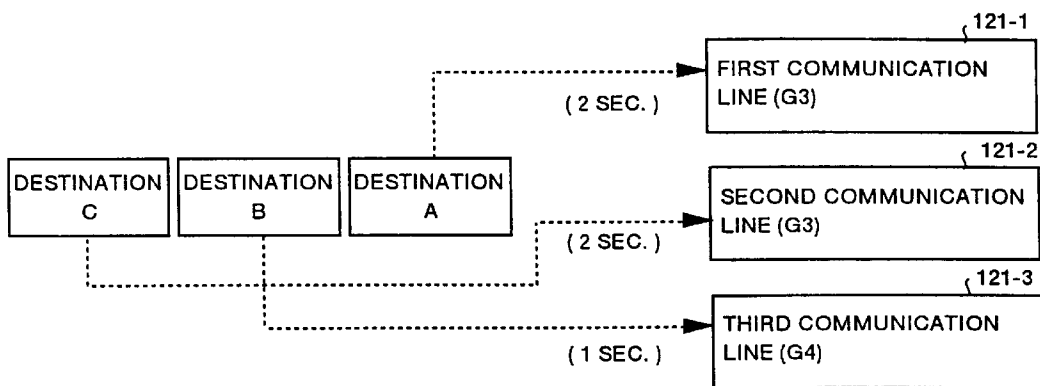 121-1
FIRST COMMUNICATION
LINE (G3)
( 2 SEC. )
121-2
DESTINATION
C
DESTINATION
B
DESTINATION
A
SECOND COMMUNICATION
LINE (G3)
( 2 SEC. )
121-3
THIRD COMMUNICATION
LINE (G4)
( 1 SEC. )